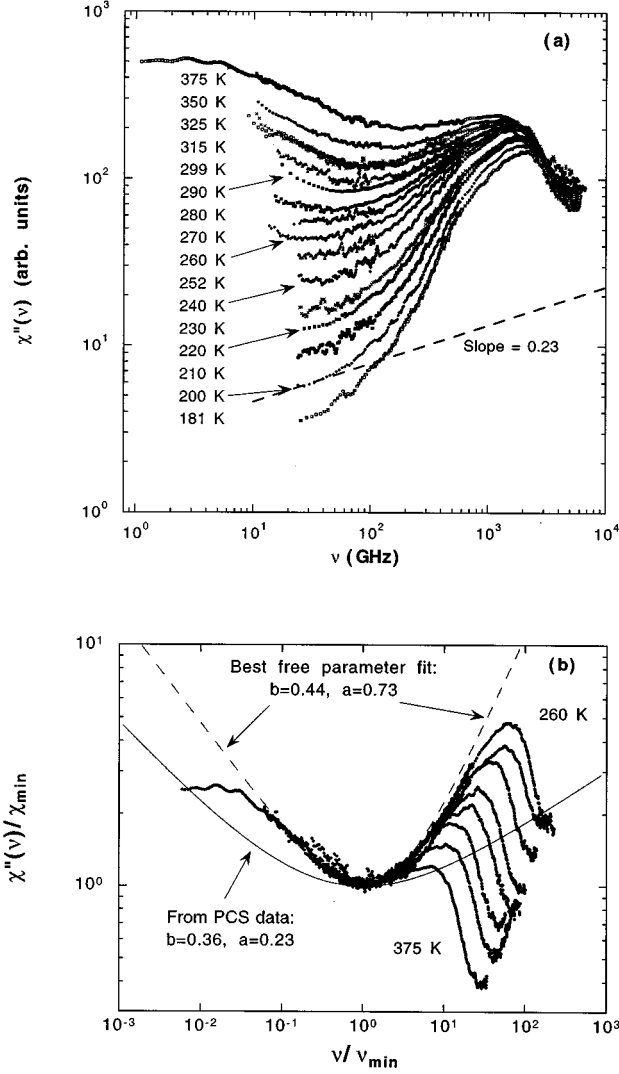 (a)
10³
10²
10¹
10⁰
χ"(ν) (arb. units)
375 K
350 K
325 K
315 K
299 K
290 K
280 K
270 K
260 K
252 K
240 K
230 K
220 K
210 K
200 K
181 K
Slope = 0.23
10⁰ 10¹ 10² 10³ 10⁴
ν (GHz)
(b)
10¹
10⁰
χ"(ν)/χmin
Best free parameter fit:
b=0.44, a=0.73
260 K
From PCS data:
b=0.36, a=0.23
375 K
10⁻³ 10⁻² 10⁻¹ 10⁰ 10¹ 10² 10³
ν/νmin